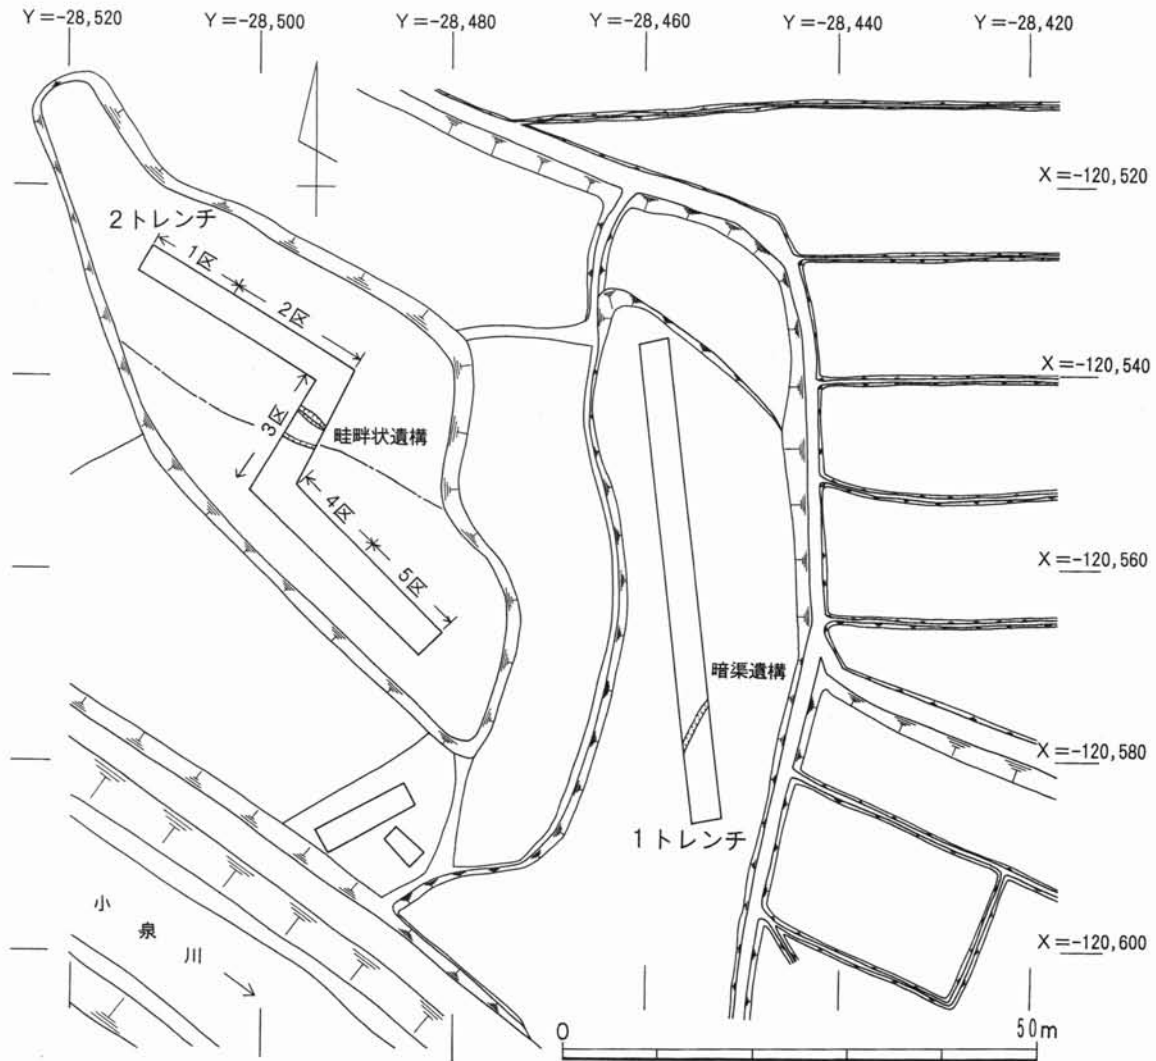 Y=-28,520
Y=-28,500
Y=-28,480
Y=-28,460
Y=-28,440
Y=-28,420
X=-120,520
2トレンチ
1区
2区
X=-120,540
3区
畦畔状遺構
4区
5区
X=-120,560
暗渠遺構
X=-120,580
1トレンチ
小泉川
X=-120,600
0
50m